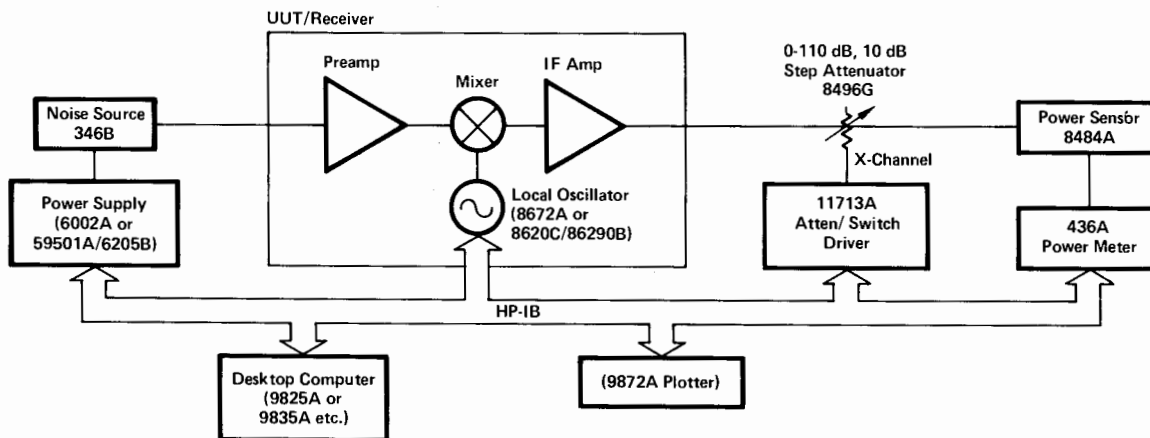 UUT/Receiver
Preamp
Mixer
IF Amp
0-110 dB, 10 dB
Step Attenuator
8496G
Noise Source
346B
Power Sensor
8484A
X-Channel
Power Supply
(6002A or
59501A/6205B)
Local Oscillator
(8672A or
8620C/86290B)
11713A
Atten/ Switch
Driver
436A
Power Meter
HP-IB
Desktop Computer
(9825A or
9835A etc.)
(9872A Plotter)